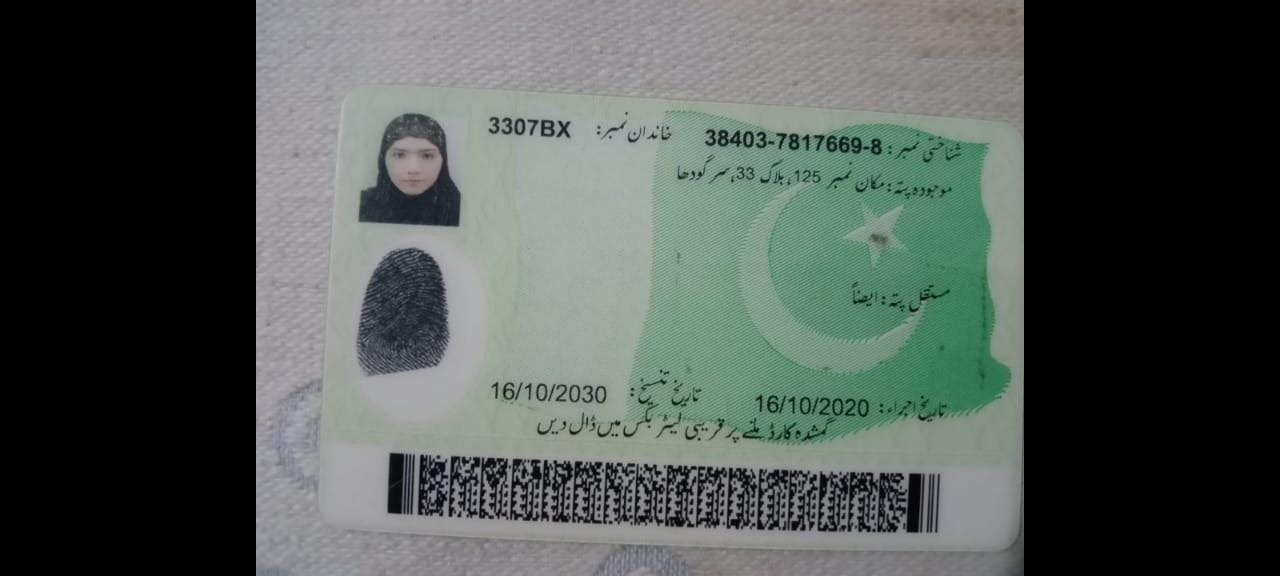 شناختی نمبر: 38403-7817669-8 خاندان نمبر: 3307BX
موجودہ پتہ: مکان نمبر 125، بلاک 33، سرگودھا
مستقل پتہ: ایضاً
تاریخ اجراء: 16/10/2020 تاریخ تنسیخ: 16/10/2030
گمشدہ کارڈ ملنے پر قریبی لیٹر بکس میں ڈال دیں